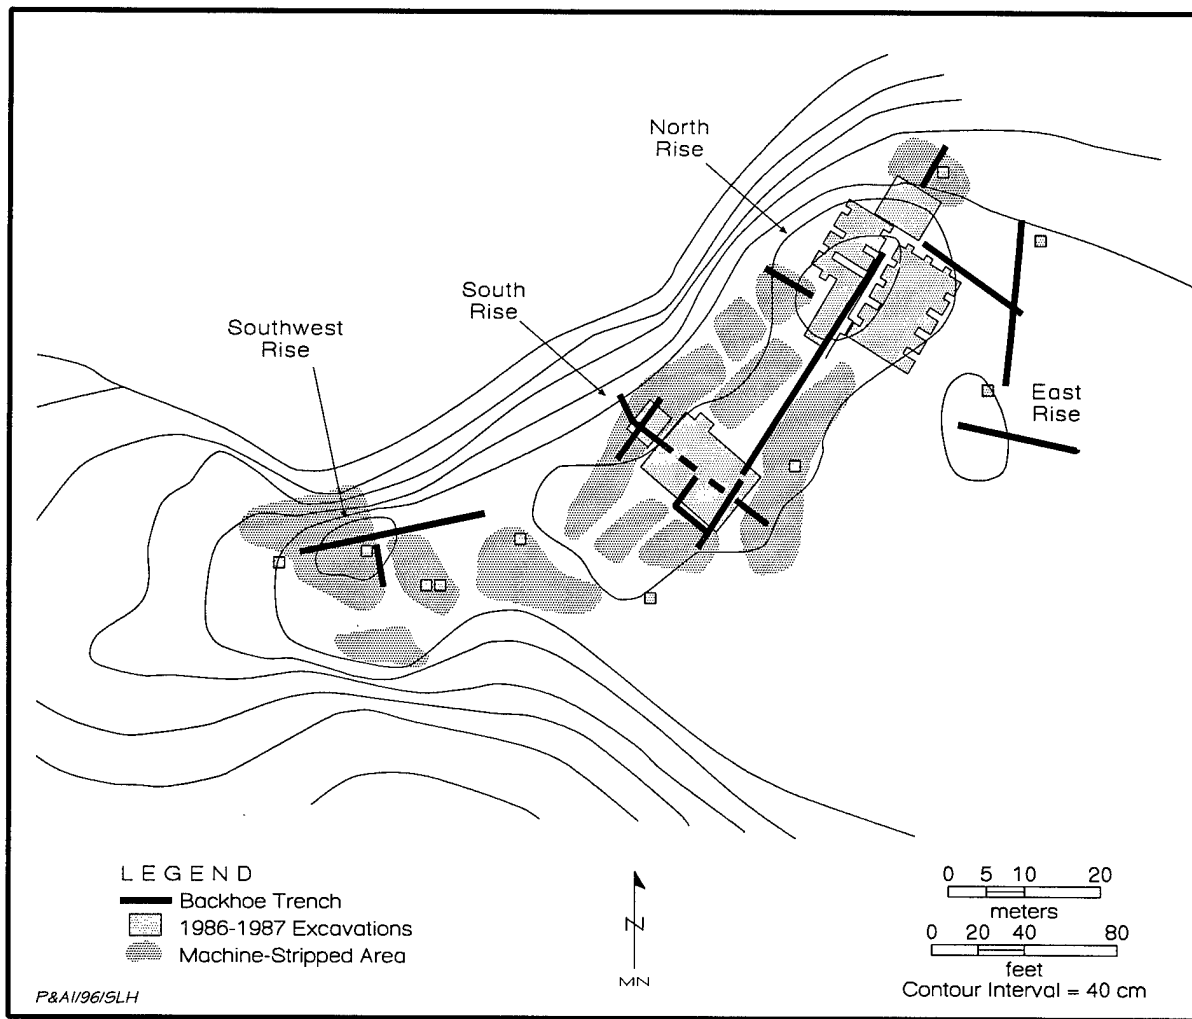 North
Rise
South
Rise
Southwest
Rise
East
Rise
LEGEND
Backhoe Trench
1986-1987 Excavations
Machine-Stripped Area
N
MN
0 5 10 20
meters
0 20 40 80
feet
Contour Interval = 40 cm
P&AI/96/SLH